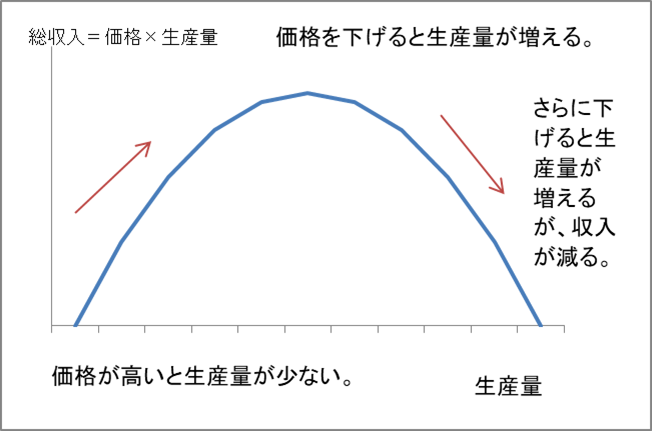 総収入＝価格×生産量
価格を下げると生産量が増える。
さらに下
げると生
産量が
増える
が、収入
が減る。
価格が高いと生産量が少ない。
生産量